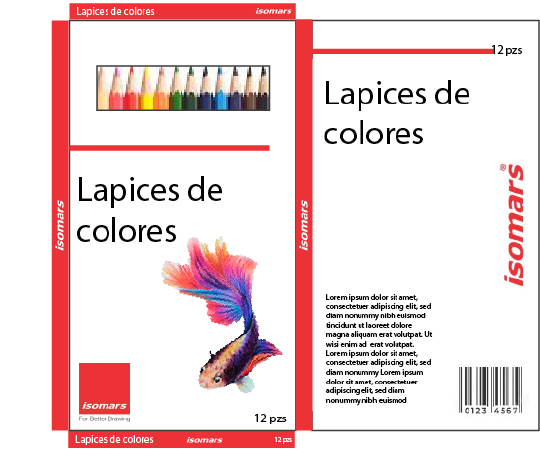 Lapices de colores isomars
12 pzs
Lapices de
colores
isomars®
Lapices de
colores
isomars
isomars
Lorem ipsum dolor sit amet,
consectetuer adipiscing elit, sed
diam nonummy nibh euismod
tincidunt ut laoreet dolore
magna aliquam erat volutpat. Ut
wisi enim ad erat volutpat.
Lorem ipsum dolor sit amet,
consectetuer adipiscing elit, sed
diam nonummy Lorem ipsum
dolor sit amet, consectetuer
adipiscing elit, sed diam
nonummy nibh euismod
isomars
For Better Drawing
12 pzs
0123 4567
Lapices de colores isomars 12 pzs